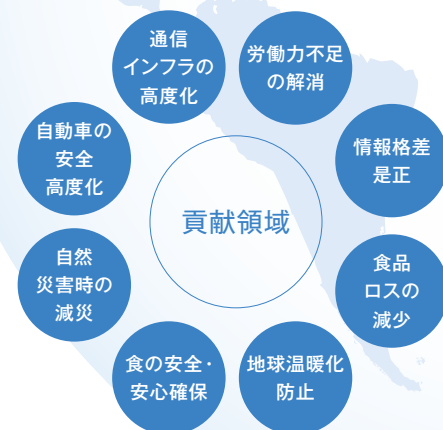 通信
インフラの
高度化
労働力不足
の解消
自動車の
安全
高度化
情報格差
是正
貢献領域
自然
災害時の
減災
食品
ロスの
減少
食の安全・
安心確保
地球温暖化
防止